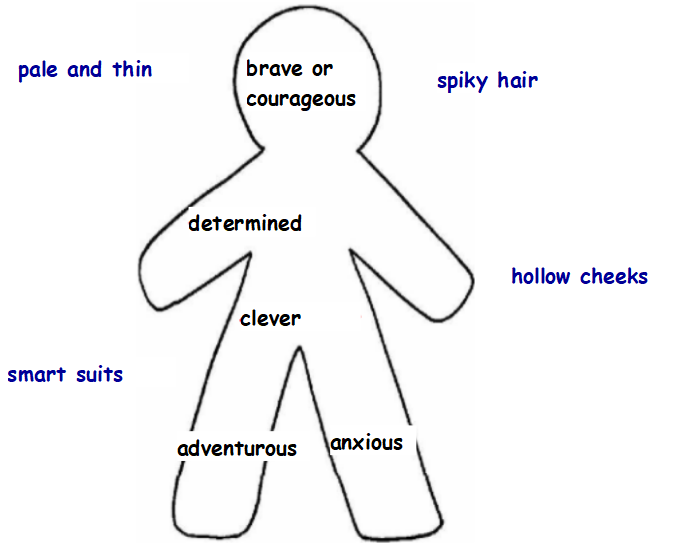 pale and thin
brave or
courageous
spiky hair
determined
hollow cheeks
clever
smart suits
adventurous
anxious